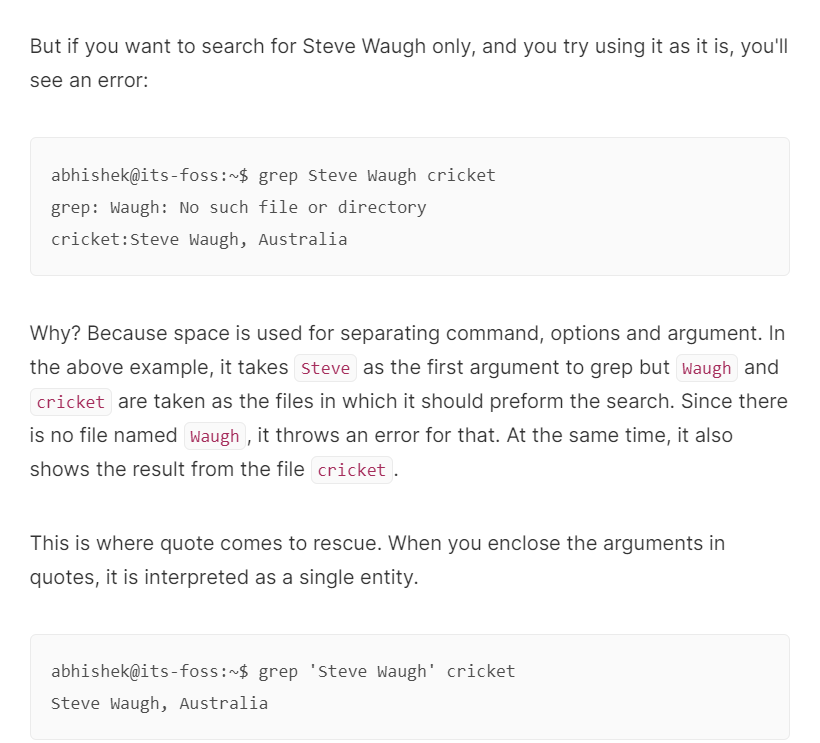 But if you want to search for Steve Waugh only, and you try using it as it is, you'll
see an error:
abhishek@its-foss:~$ grep Steve Waugh cricket
grep: Waugh: No such file or directory
cricket:Steve Waugh, Australia
Why? Because space is used for separating command, options and argument. In
the above example, it takes Steve as the first argument to grep but Waugh and
cricket are taken as the files in which it should preform the search. Since there
is no file named Waugh, it throws an error for that. At the same time, it also
shows the result from the file cricket.
This is where quote comes to rescue. When you enclose the arguments in
quotes, it is interpreted as a single entity.
abhishek@its-foss:~$ grep 'Steve Waugh' cricket
Steve Waugh, Australia